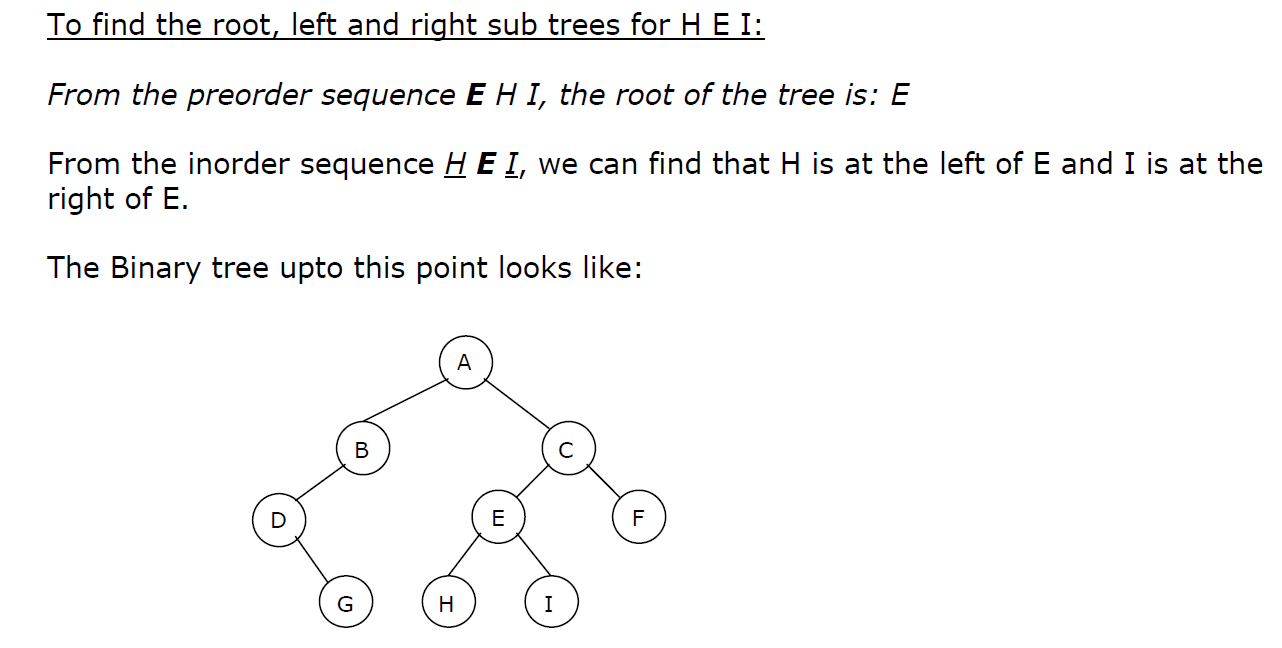 To find the root, left and right sub trees for H E I:
From the preorder sequence E H I, the root of the tree is: E
From the inorder sequence H E I, we can find that H is at the left of E and I is at the
right of E.
The Binary tree upto this point looks like:
A
B
C
D
E
F
G
H
I